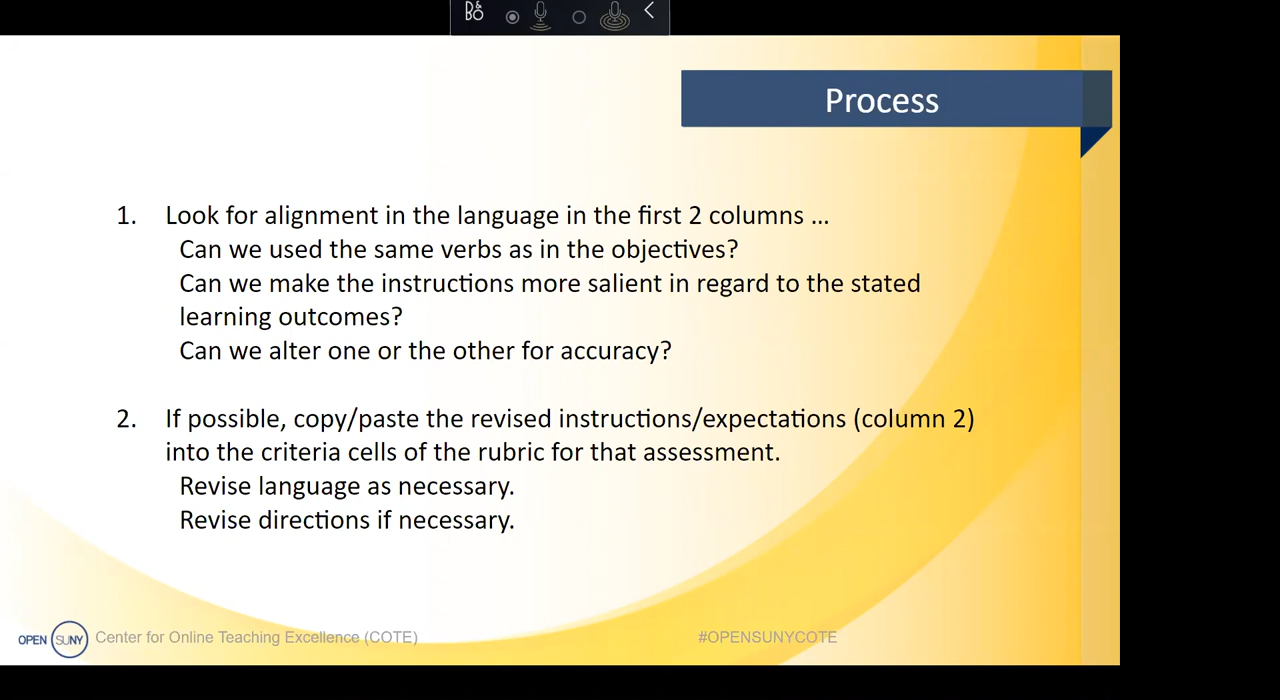 B&O
Process
1. Look for alignment in the language in the first 2 columns ...
Can we used the same verbs as in the objectives?
Can we make the instructions more salient in regard to the stated
learning outcomes?
Can we alter one or the other for accuracy?
2. If possible, copy/paste the revised instructions/expectations (column 2)
into the criteria cells of the rubric for that assessment.
Revise language as necessary.
Revise directions if necessary.
OPEN SUNY Center for Online Teaching Excellence (COTE) #OPENSUNYCOTE